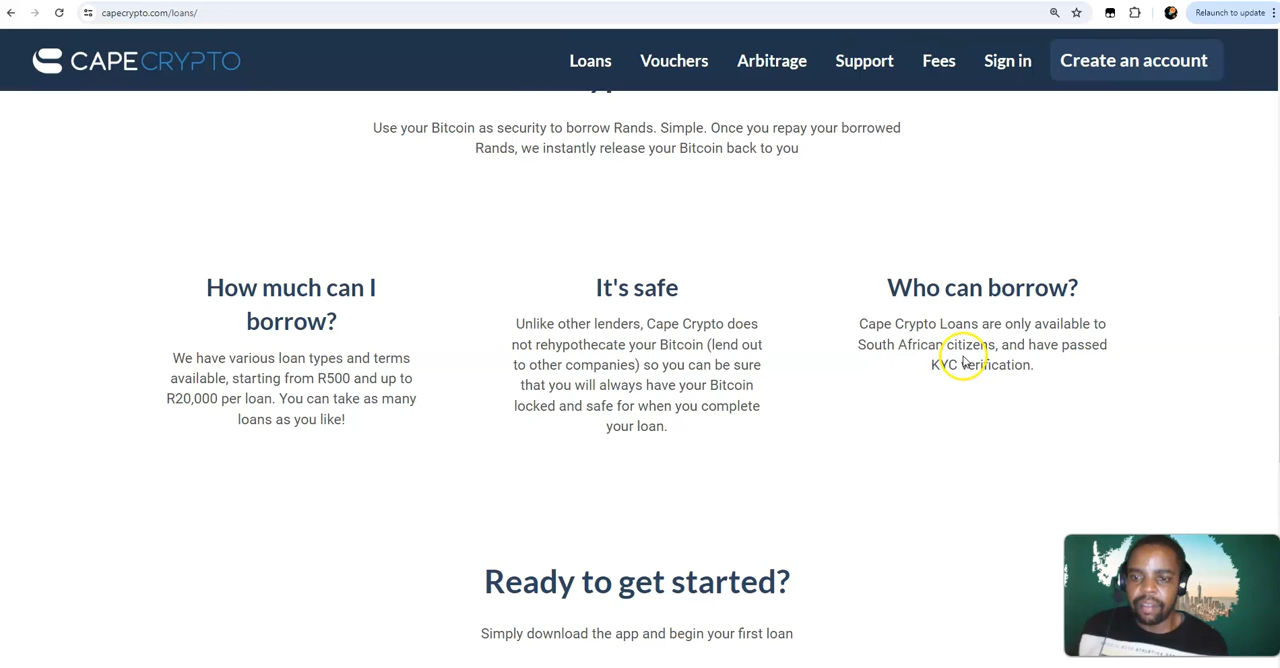 capecrypto.com/loans/
Relaunch to update
CAPECRYPTO
Loans
Vouchers
Arbitrage
Support
Fees
Sign in
Create an account
Use your Bitcoin as security to borrow Rands. Simple. Once you repay your borrowed
Rands, we instantly release your Bitcoin back to you
How much can I
borrow?
We have various loan types and terms
available, starting from R500 and up to
R20,000 per loan. You can take as many
loans as you like!
It's safe
Unlike other lenders, Cape Crypto does
not rehypothecate your Bitcoin (lend out
to other companies) so you can be sure
that you will always have your Bitcoin
locked and safe for when you complete
your loan.
Who can borrow?
Cape Crypto Loans are only available to
South African citizens, and have passed
KYC verification.
Ready to get started?
Simply download the app and begin your first loan